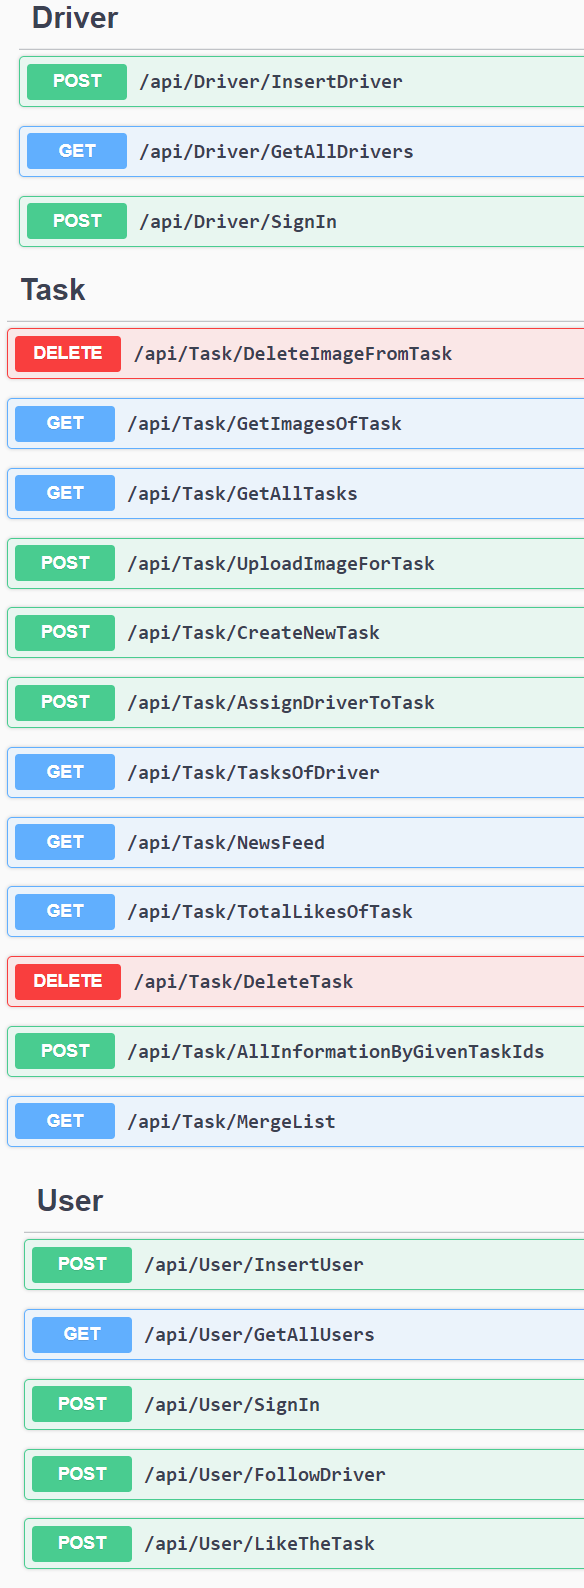 Driver
POST /api/Driver/InsertDriver
GET /api/Driver/GetAllDrivers
POST /api/Driver/SignIn
Task
DELETE /api/Task/DeleteImageFromTask
GET /api/Task/GetImagesOfTask
GET /api/Task/GetAllTasks
POST /api/Task/UploadImageForTask
POST /api/Task/CreateNewTask
POST /api/Task/AssignDriverToTask
GET /api/Task/TasksOfDriver
GET /api/Task/NewsFeed
GET /api/Task/TotalLikesOfTask
DELETE /api/Task/DeleteTask
POST /api/Task/AllInformationByGivenTaskIds
GET /api/Task/MergeList
User
POST /api/User/InsertUser
GET /api/User/GetAllUsers
POST /api/User/SignIn
POST /api/User/FollowDriver
POST /api/User/LikeTheTask